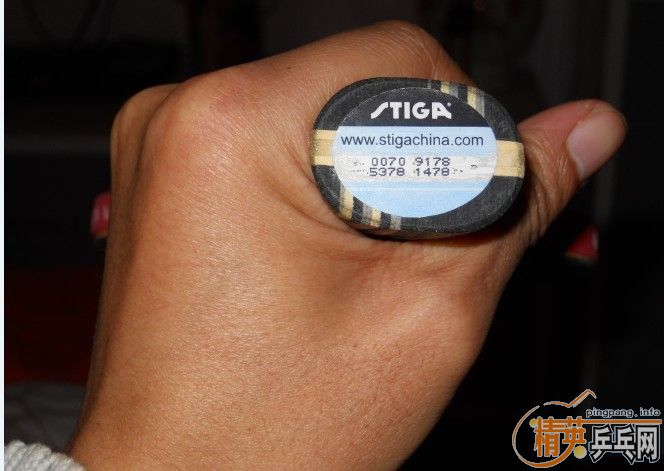 STIGA
www.stigachina.com
0070 9178
5378 1478
pingpang.info
精英乒乓网